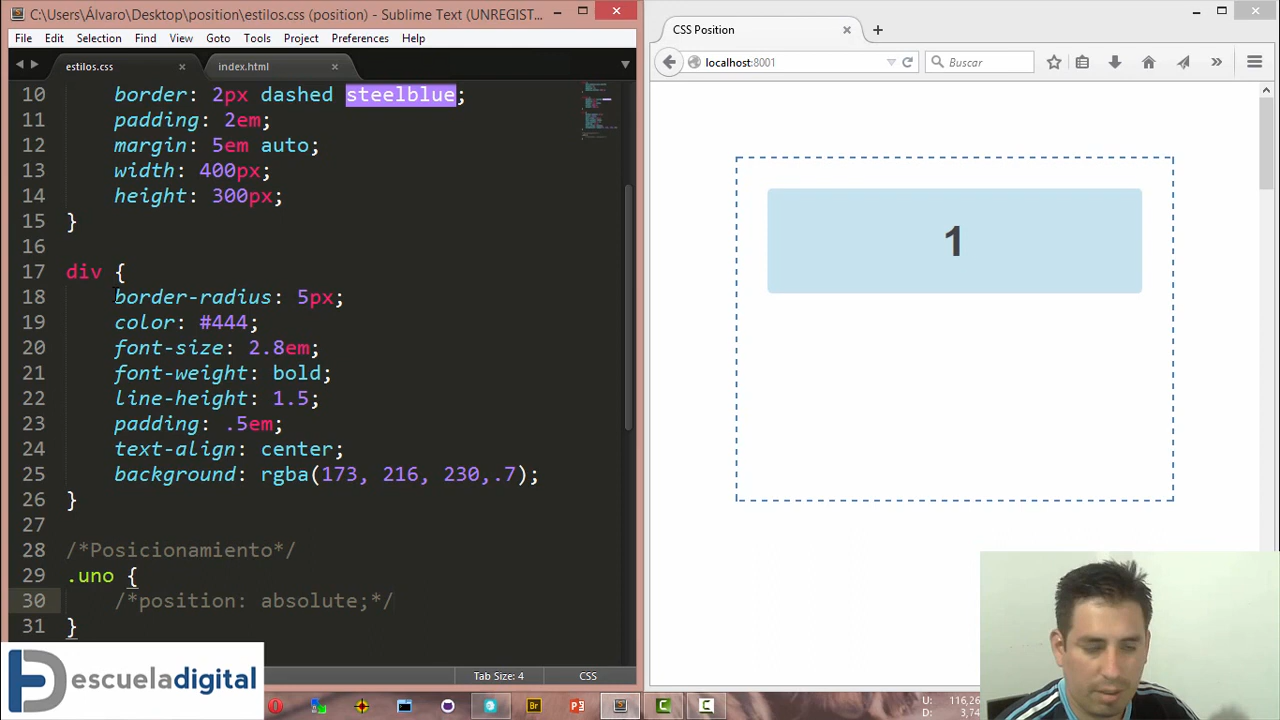 C:\Users\Álvaro\Desktop\position\estilos.css (position) - Sublime Text (UNREGIST...
File Edit Selection Find View Goto Tools Project Preferences Help
estilos.css
index.html
10 border: 2px dashed steelblue;
11 padding: 2em;
12 margin: 5em auto;
13 width: 400px;
14 height: 300px;
15 }
16
17 div {
18 border-radius: 5px;
19 color: #444;
20 font-size: 2.8em;
21 font-weight: bold;
22 line-height: 1.5;
23 padding: .5em;
24 text-align: center;
25 background: rgba(173, 216, 230,.7);
26 }
27
28 /*Posicionamiento*/
29 .uno {
30 /*position: absolute;*/
31 }
Tab Size: 4 CSS
escueladigital
CSS Position
localhost:8001
Buscar
1
U: 116,26
D: 3,74